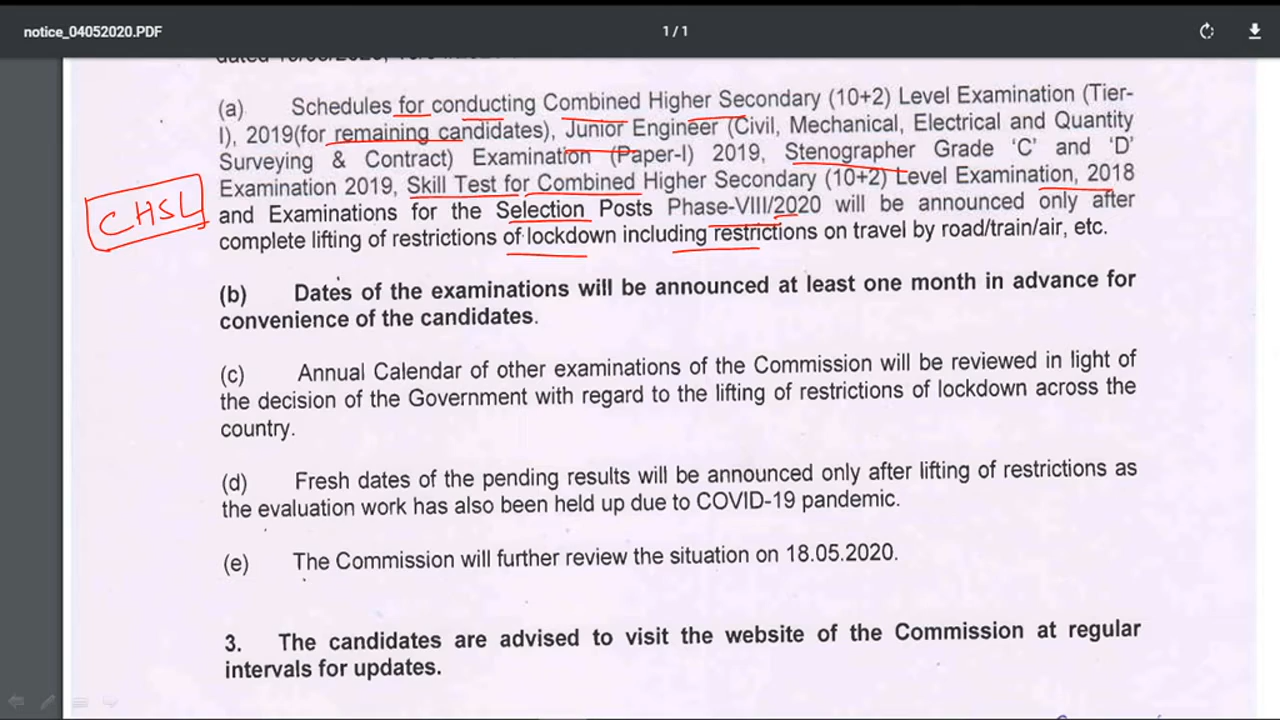 notice_04052020.PDF
1 / 1
(a) Schedules for conducting Combined Higher Secondary (10+2) Level Examination (Tier-
I), 2019(for remaining candidates), Junior Engineer (Civil, Mechanical, Electrical and Quantity
Surveying & Contract) Examination (Paper-I) 2019, Stenographer Grade ‘C’ and ‘D’
Examination 2019, Skill Test for Combined Higher Secondary (10+2) Level Examination, 2018
CHSL
and Examinations for the Selection Posts Phase-VIII/2020 will be announced only after
complete lifting of restrictions of lockdown including restrictions on travel by road/train/air, etc.
(b) Dates of the examinations will be announced at least one month in advance for
convenience of the candidates.
(c) Annual Calendar of other examinations of the Commission will be reviewed in light of
the decision of the Government with regard to the lifting of restrictions of lockdown across the
country.
(d) Fresh dates of the pending results will be announced only after lifting of restrictions as
the evaluation work has also been held up due to COVID-19 pandemic.
(e) The Commission will further review the situation on 18.05.2020.
3. The candidates are advised to visit the website of the Commission at regular
intervals for updates.